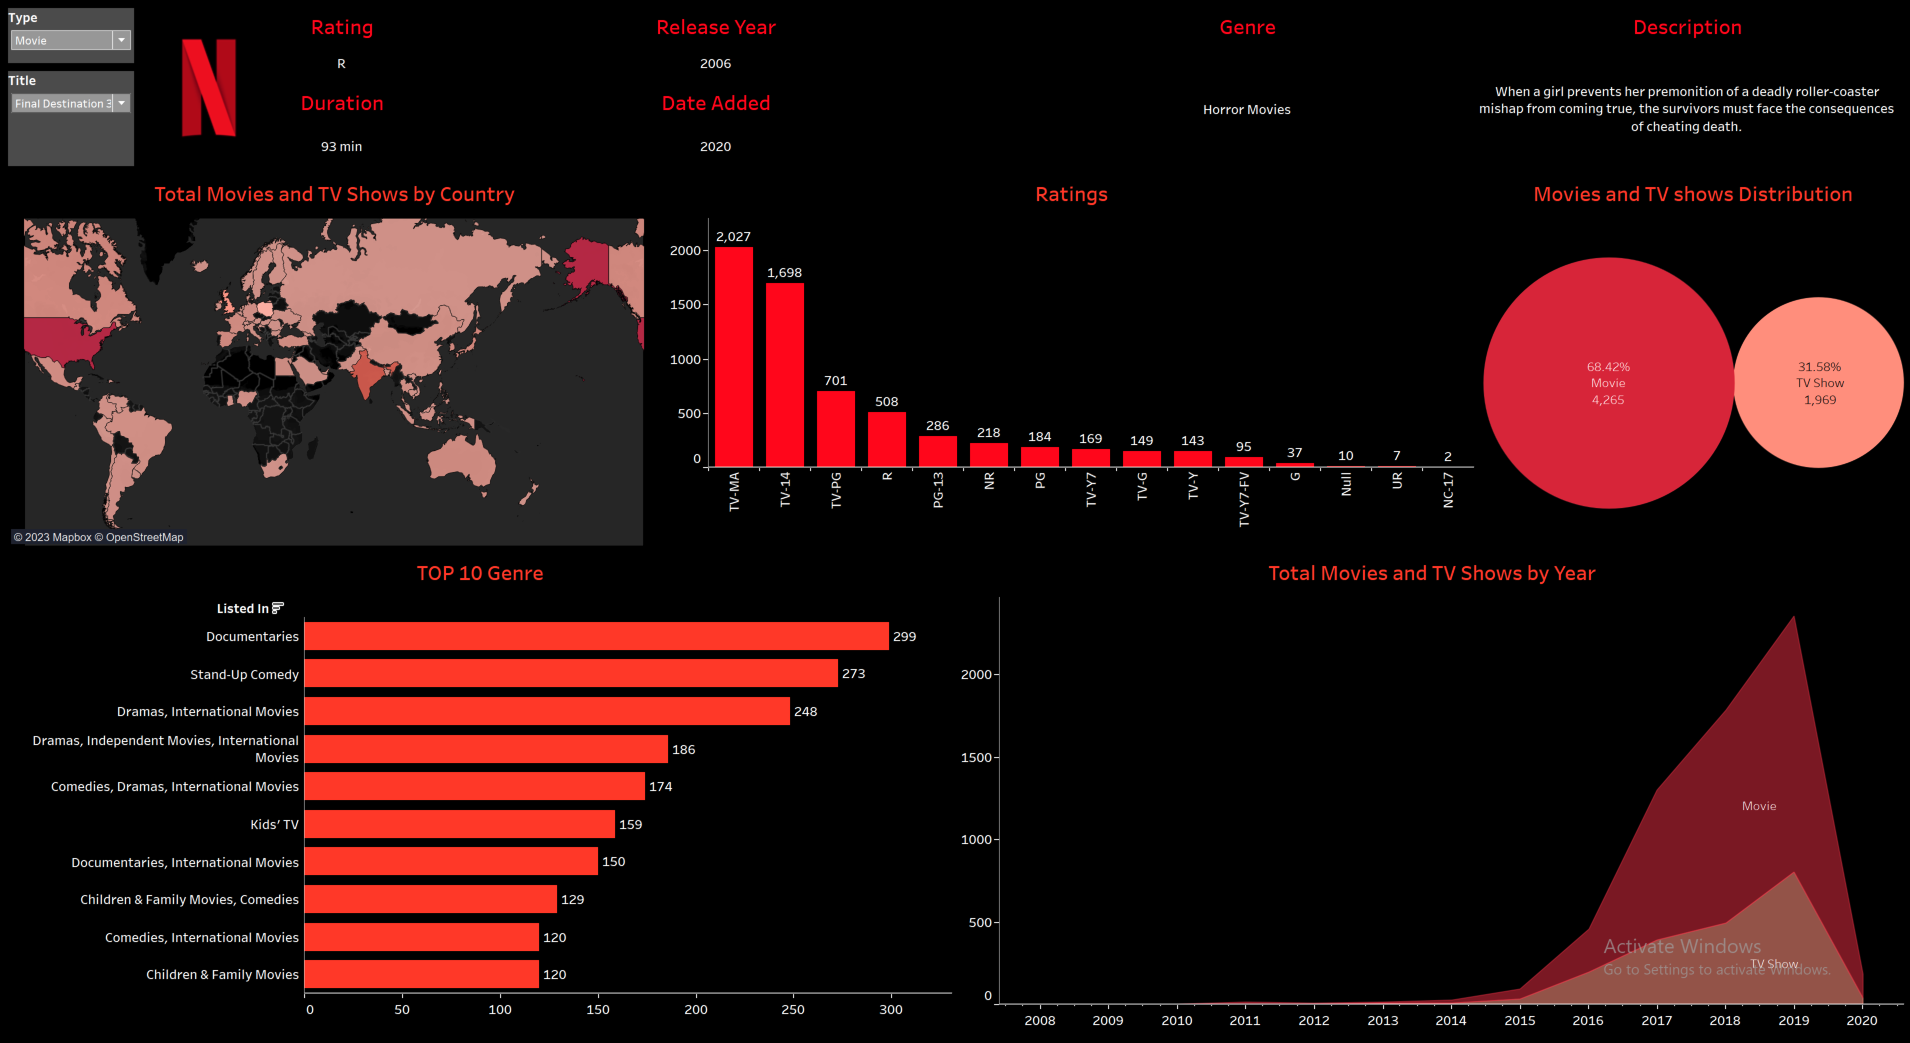 Type
Movie
Title
Final Destination 3
Rating
R
Duration
93 min
Release Year
2006
Date Added
2020
Genre
Horror Movies
Description
When a girl prevents her premonition of a deadly roller-coaster
mishap from coming true, the survivors must face the consequences
of cheating death.
Total Movies and TV Shows by Country
© 2023 Mapbox © OpenStreetMap
Ratings
2000
1500
1000
500
0
2,027
1,698
701
508
286
218
184
169
149
143
95
37
10
7
2
TV-MA
TV-14
TV-PG
R
PG-13
NR
PG
TV-Y7
TV-G
TV-Y
TV-Y7-FV
G
Null
UR
NC-17
Movies and TV shows Distribution
68.42%
Movie
4,265
31.58%
TV Show
1,969
TOP 10 Genre
Listed In
Documentaries
299
Stand-Up Comedy
273
Dramas, International Movies
248
Dramas, Independent Movies, International
Movies
186
Comedies, Dramas, International Movies
174
Kids' TV
159
Documentaries, International Movies
150
Children & Family Movies, Comedies
129
Comedies, International Movies
120
Children & Family Movies
120
0
50
100
150
200
250
300
Total Movies and TV Shows by Year
2000
1500
1000
500
0
Movie
TV Show
Activate Windows
Go to Settings to activate Windows.
2008
2009
2010
2011
2012
2013
2014
2015
2016
2017
2018
2019
2020